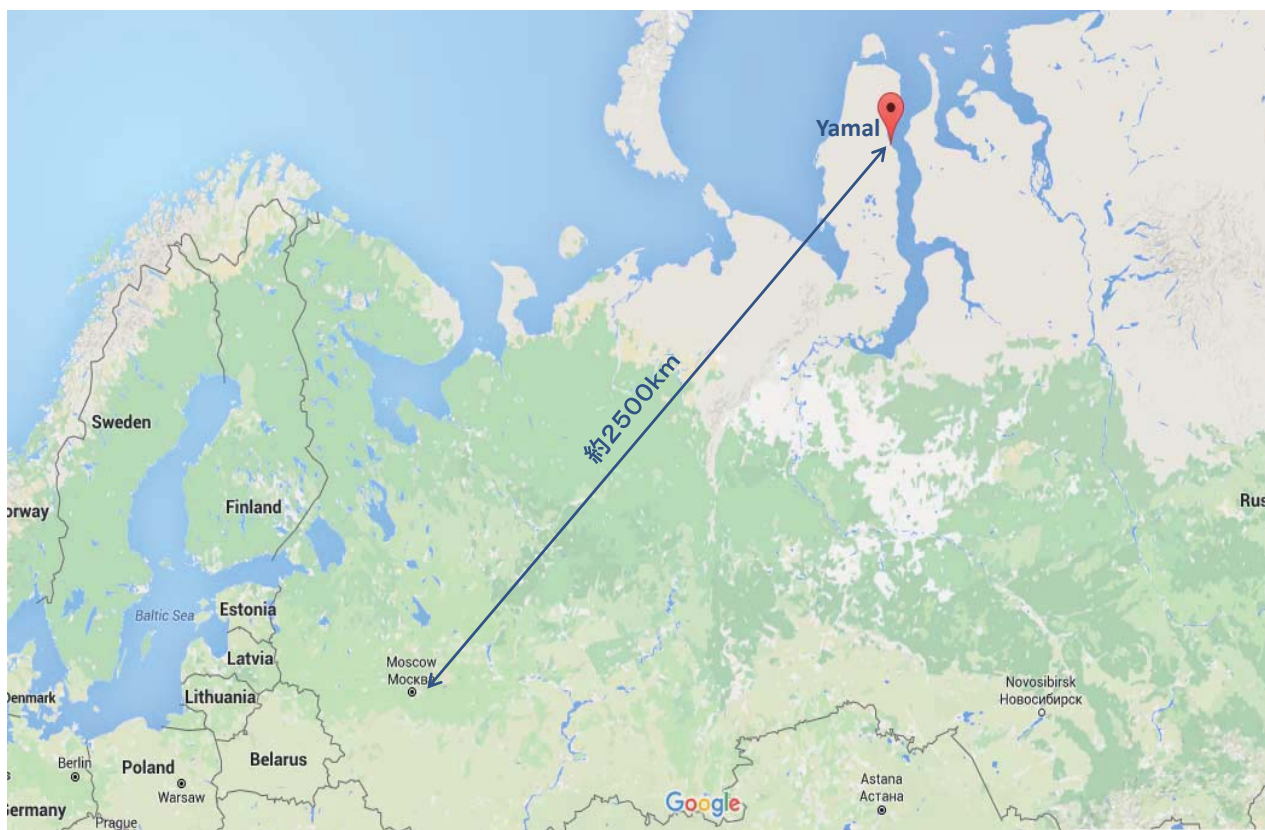 Yamal
約2500km
Sweden
Finland
orway
Rus
Baltic Sea
Estonia
Latvia
Moscow
Москва
Denmark
Lithuania
Novosibirsk
Новосибирск
Berlin
Poland
Belarus
Warsaw
s
Germany
Prague
Google
Astana
Астана